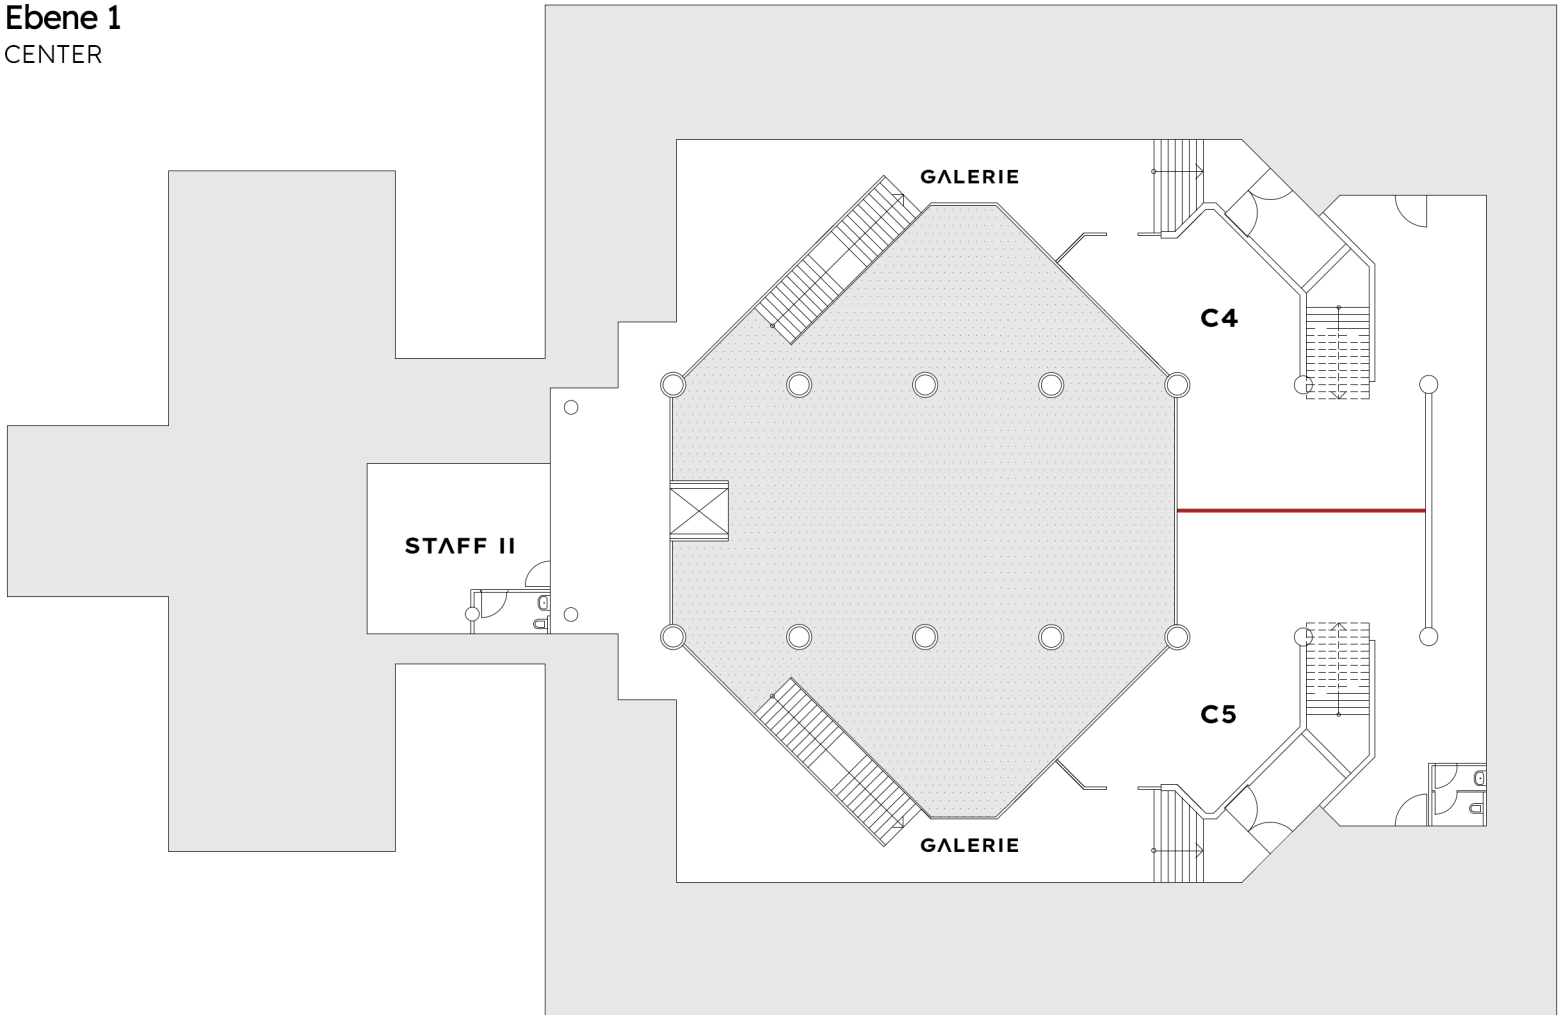 Ebene 1
CENTER
GALERIE
C4
STAFF II
C5
GALERIE